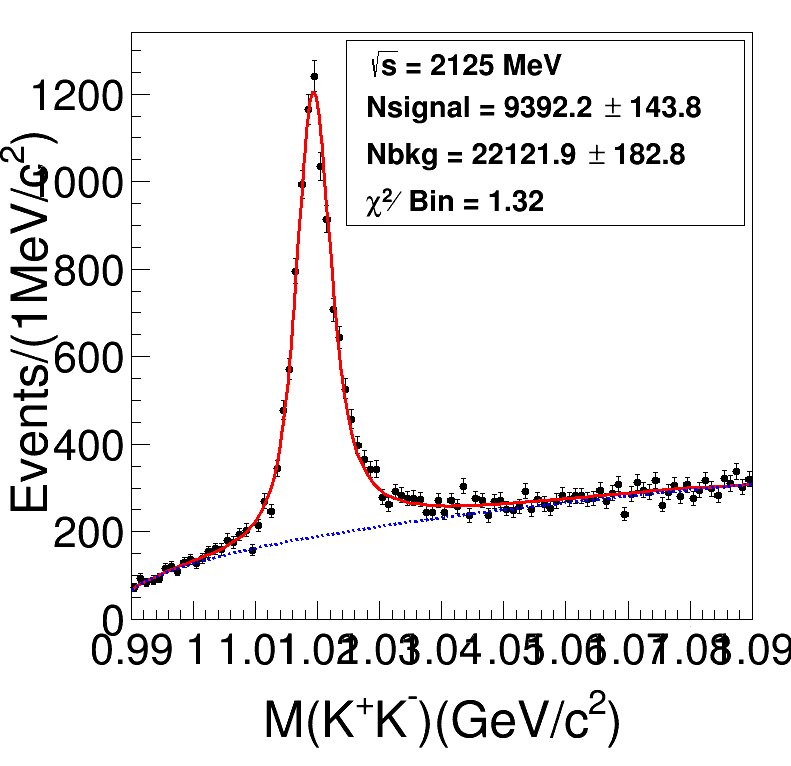 √s = 2125 MeV
Nsignal = 9392.2 ± 143.8
Nbkg = 22121.9 ± 182.8
χ²/ Bin = 1.32
Events/(1MeV/c²)
1200
1000
800
600
400
200
0
0.99 1 1.01 1.02 1.03 1.04 1.05 1.06 1.07 1.08 1.09
M(K⁺K⁻)(GeV/c²)